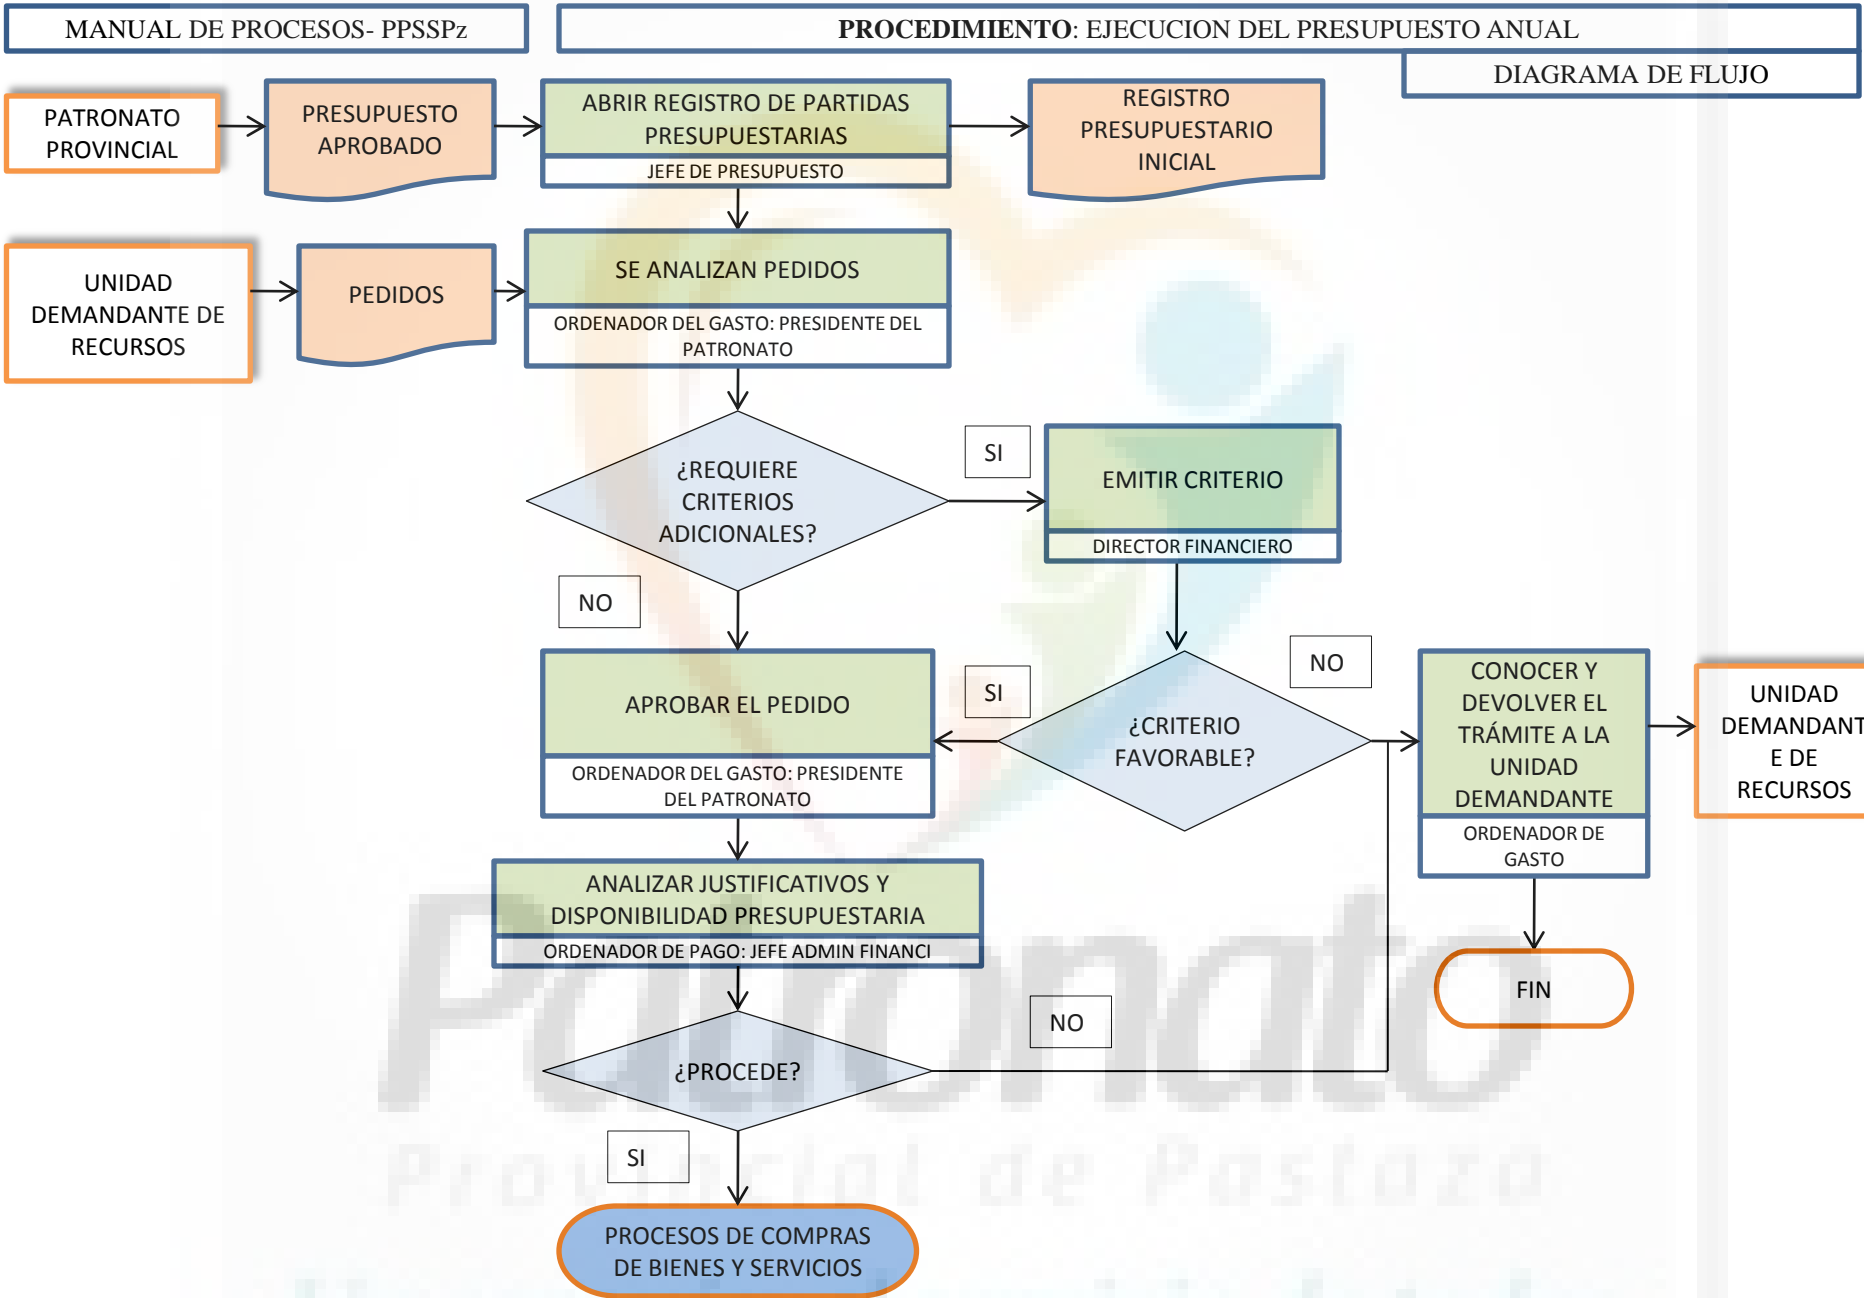 MANUAL DE PROCESOS- PPSSPz
PROCEDIMIENTO: EJECUCION DEL PRESUPUESTO ANUAL
DIAGRAMA DE FLUJO
PATRONATO
PROVINCIAL
PRESUPUESTO
APROBADO
ABRIR REGISTRO DE PARTIDAS
PRESUPUESTARIAS
JEFE DE PRESUPUESTO
REGISTRO
PRESUPUESTARIO
INICIAL
UNIDAD
DEMANDANTE DE
RECURSOS
PEDIDOS
SE ANALIZAN PEDIDOS
ORDENADOR DEL GASTO: PRESIDENTE DEL
PATRONATO
¿REQUIERE
CRITERIOS
ADICIONALES?
SI
EMITIR CRITERIO
DIRECTOR FINANCIERO
NO
APROBAR EL PEDIDO
ORDENADOR DEL GASTO: PRESIDENTE
DEL PATRONATO
SI
¿CRITERIO
FAVORABLE?
NO
CONOCER Y
DEVOLVER EL
TRÁMITE A LA
UNIDAD
DEMANDANTE
ORDENADOR DE
GASTO
UNIDAD
DEMANDANT
E DE
RECURSOS
ANALIZAR JUSTIFICATIVOS Y
DISPONIBILIDAD PRESUPUESTARIA
ORDENADOR DE PAGO: JEFE ADMIN FINANCI
FIN
¿PROCEDE?
NO
SI
PROCESOS DE COMPRAS
DE BIENES Y SERVICIOS
Patronato
Provincial de Pastaza